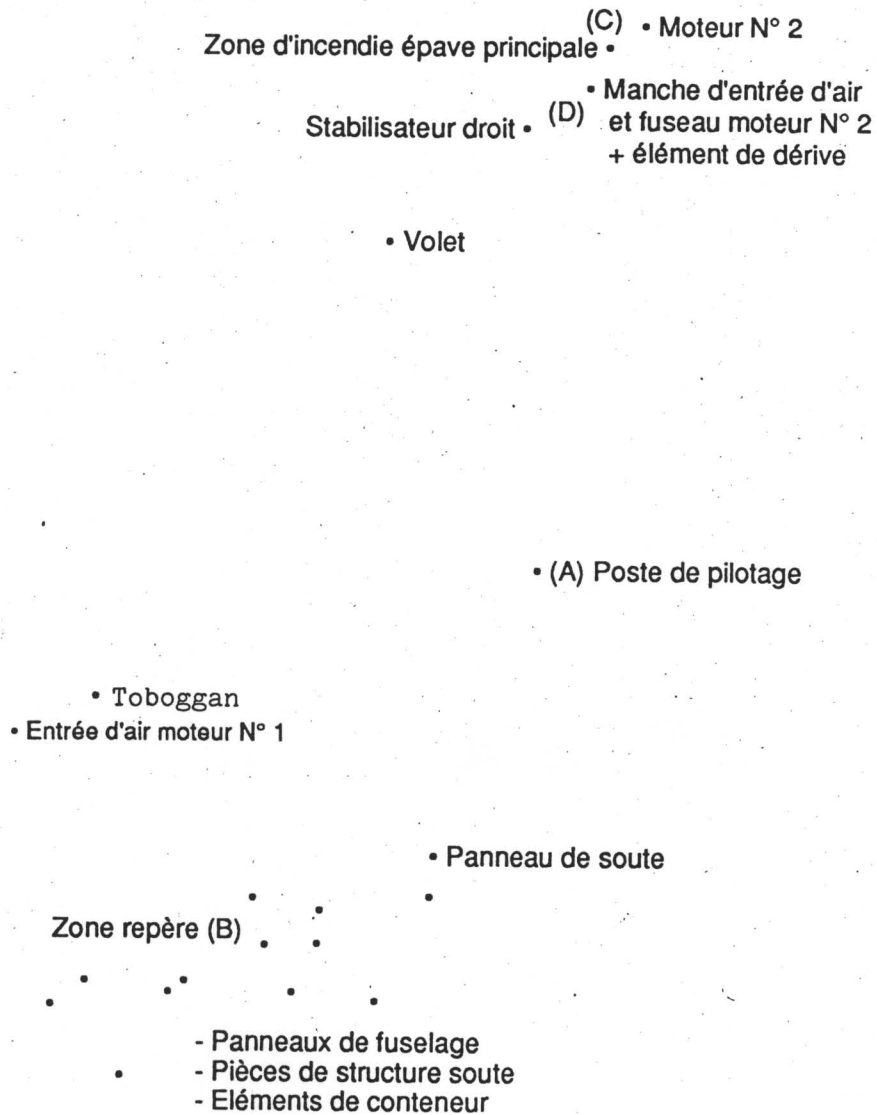 (C) • Moteur N° 2
Zone d'incendie épave principale •
• Manche d'entrée d'air
Stabilisateur droit • (D) et fuseau moteur N° 2
+ élément de dérive
• Volet
• (A) Poste de pilotage
• Toboggan
• Entrée d'air moteur N° 1
• Panneau de soute
Zone repère (B)
- Panneaux de fuselage
- Pièces de structure soute
- Eléments de conteneur